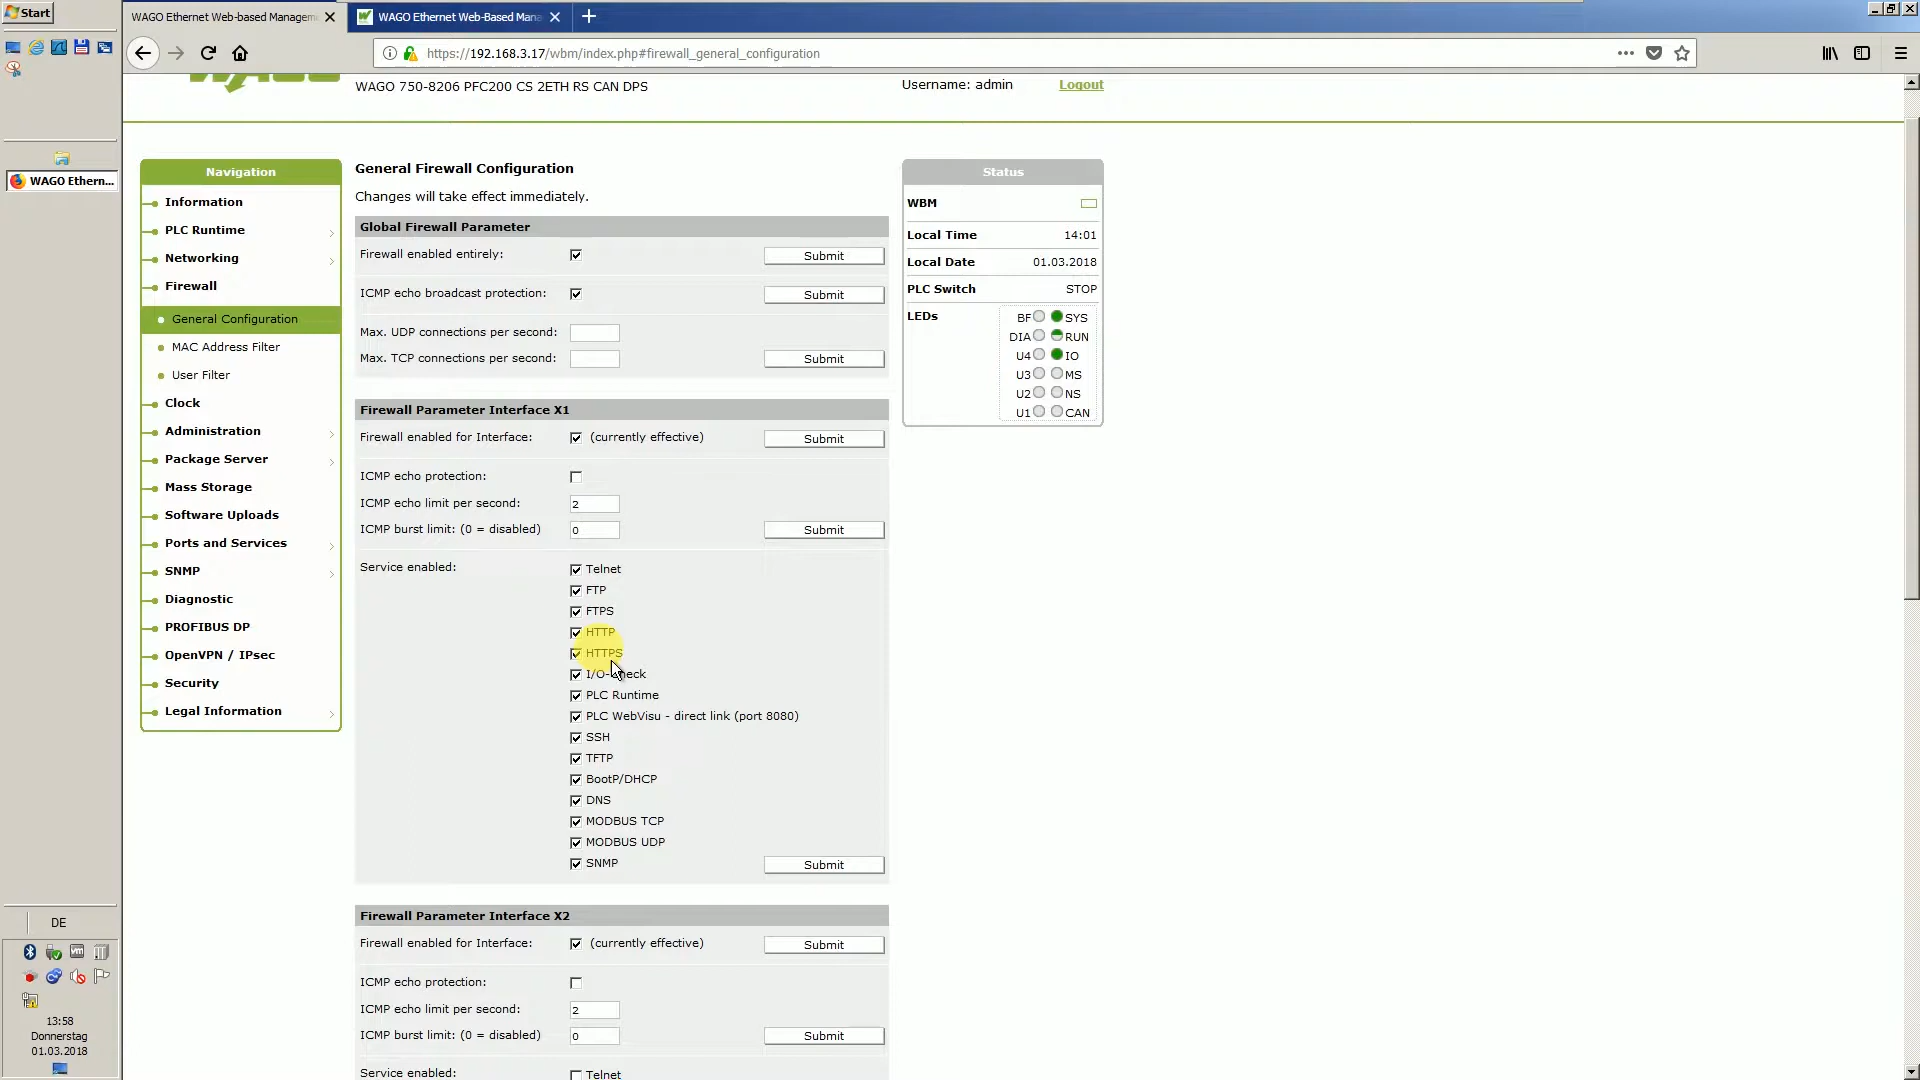 Start
WAGO Ethernet Web-based Managem
WAGO Ethernet Web-Based Mana
https://192.168.3.17/wbm/index.php#firewall_general_configuration
WAGO Ethern...
WAGO 750-8206 PFC200 CS 2ETH RS CAN DPS
Username: admin
Logout
Navigation
Information
PLC Runtime
Networking
Firewall
General Configuration
MAC Address Filter
User Filter
Clock
Administration
Package Server
Mass Storage
Software Uploads
Ports and Services
SNMP
Diagnostic
PROFIBUS DP
OpenVPN / IPsec
Security
Legal Information
General Firewall Configuration
Changes will take effect immediately.
Global Firewall Parameter
Firewall enabled entirely:
Submit
ICMP echo broadcast protection:
Submit
Max. UDP connections per second:
Max. TCP connections per second:
Submit
Firewall Parameter Interface X1
Firewall enabled for Interface:
(currently effective)
Submit
ICMP echo protection:
ICMP echo limit per second:
2
ICMP burst limit: (0 = disabled)
0
Submit
Service enabled:
Telnet
FTP
FTPS
HTTP
HTTPS
I/O-Check
PLC Runtime
PLC WebVisu - direct link (port 8080)
SSH
TFTP
BootP/DHCP
DNS
MODBUS TCP
MODBUS UDP
SNMP
Submit
Firewall Parameter Interface X2
Firewall enabled for Interface:
(currently effective)
Submit
ICMP echo protection:
ICMP echo limit per second:
2
ICMP burst limit: (0 = disabled)
0
Submit
Service enabled:
Telnet
Status
WBM
Local Time 14:01
Local Date 01.03.2018
PLC Switch STOP
LEDs
BF SYS
DIA RUN
U4 IO
U3 MS
U2 NS
U1 CAN
DE
13:58
Donnerstag
01.03.2018